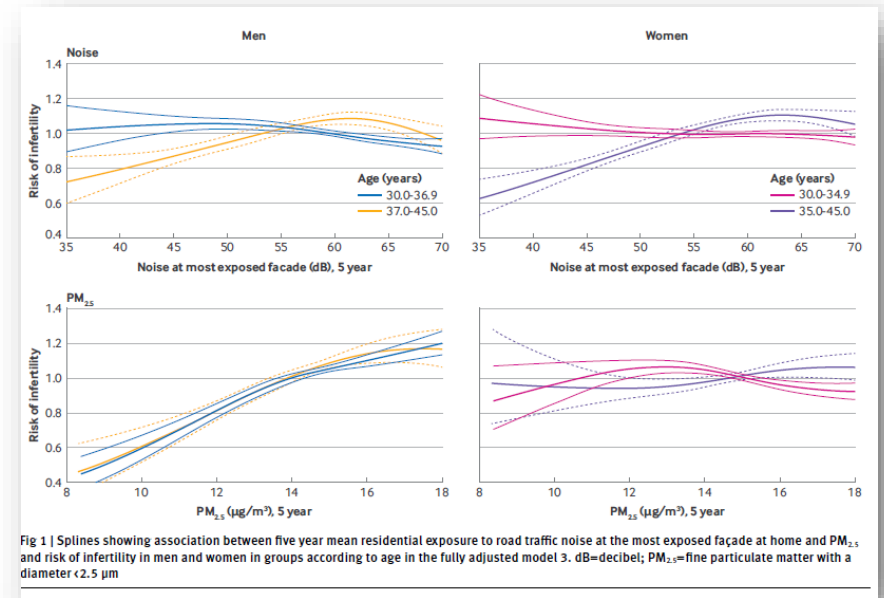 Men
Women
Noise
1.4
1.2
1.0
0.8
0.6
0.4
Risk of infertility
Age (years)
30.0-36.9
37.0-45.0
35 40 45 50 55 60 65 70
Noise at most exposed facade (dB), 5 year
Age (years)
30.0-34.9
35.0-45.0
35 40 45 50 55 60 65 70
Noise at most exposed facade (dB), 5 year
PM2.5
1.4
1.2
1.0
0.8
0.6
0.4
Risk of infertility
8 10 12 14 16 18
PM2.5 (µg/m³), 5 year
8 10 12 14 16 18
PM2.5 (µg/m³), 5 year
Fig 1 | Splines showing association between five year mean residential exposure to road traffic noise at the most exposed façade at home and PM2.5
and risk of infertility in men and women in groups according to age in the fully adjusted model 3. dB=decibel; PM2.5=fine particulate matter with a
diameter <2.5 µm